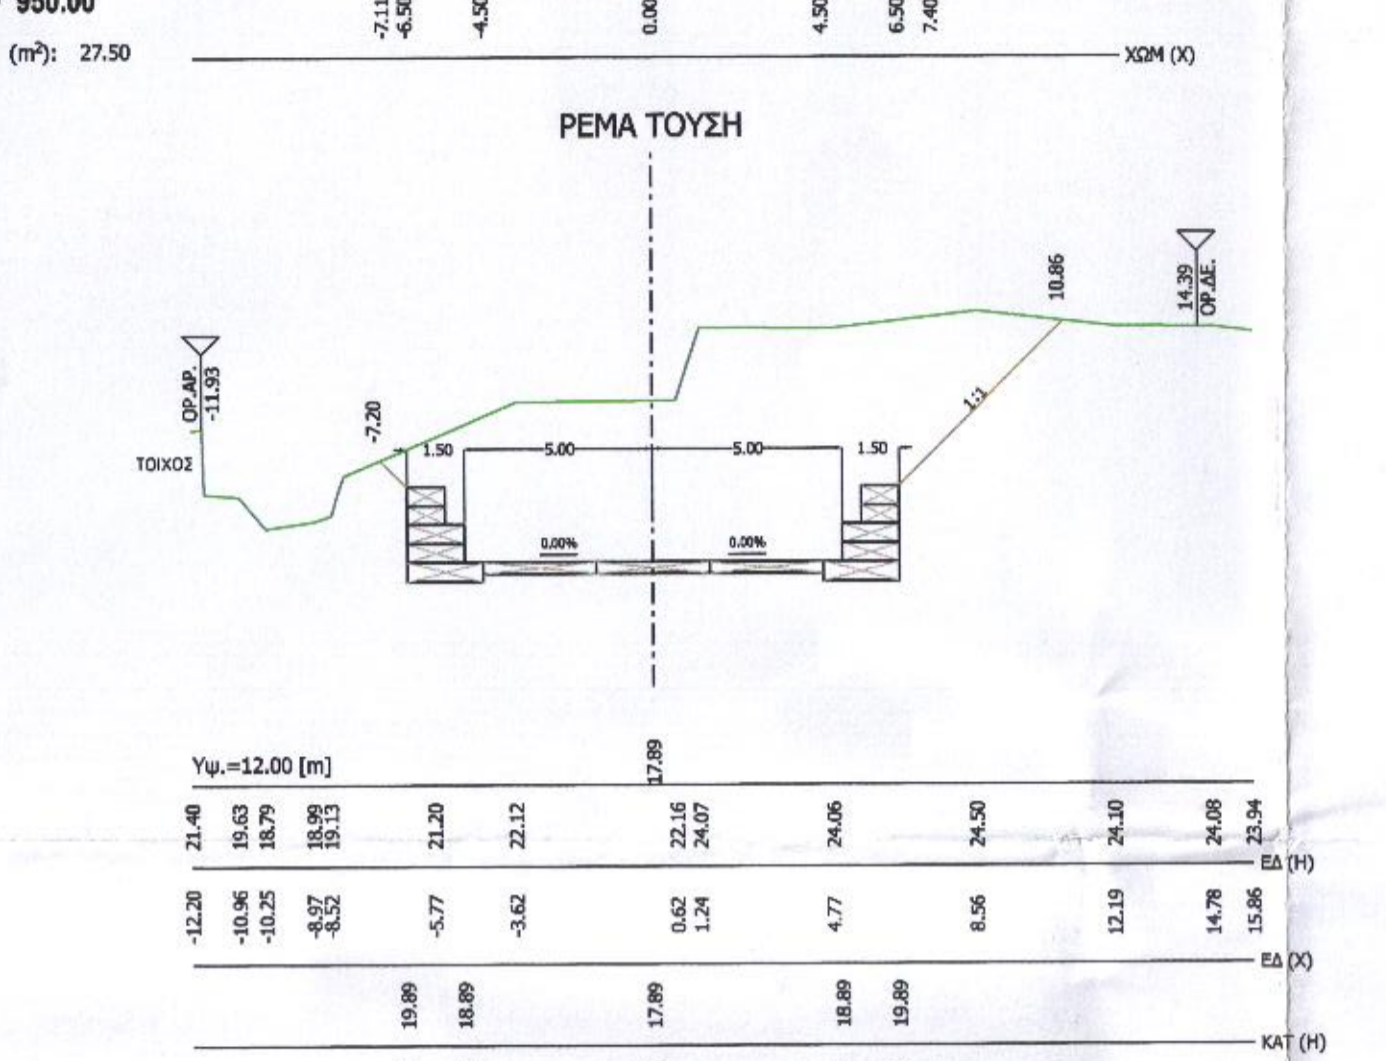 950.00
-7.11 -6.50 -4.50 0.00 4.50 6.50 7.40
(m²): 27.50
ΧΩΜ (Χ)
ΡΕΜΑ ΤΟΥΣΗ
10.86
14.39
ΟΡ.ΔΕ.
ΟΡ.ΑΡ.
-11.93
-7.20
1:1
ΤΟΙΧΟΣ
1.50 5.00 5.00 1.50
0.00% 0.00%
17.89
Υψ.=12.00 [m]
21.40 19.63 18.79 18.99 19.13 21.20 22.12 22.16 24.07 24.06 24.50 24.10 24.08 23.94
ΕΔ (Η)
-12.20 -10.96 -10.25 -8.97 -8.52 -5.77 -3.62 0.62 1.24 4.77 8.56 12.19 14.78 15.86
ΕΔ (Χ)
19.89 18.89 17.89 18.89 19.89
ΚΑΤ (Η)